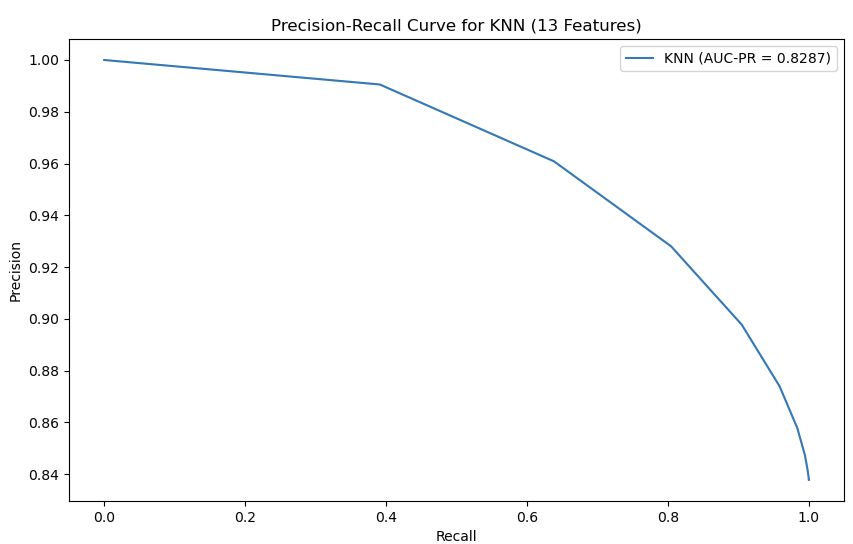 Precision-Recall Curve for KNN (13 Features)
KNN (AUC-PR = 0.8287)
1.00
0.98
0.96
0.94
0.92
0.90
0.88
0.86
0.84
Precision
0.0 0.2 0.4 0.6 0.8 1.0
Recall